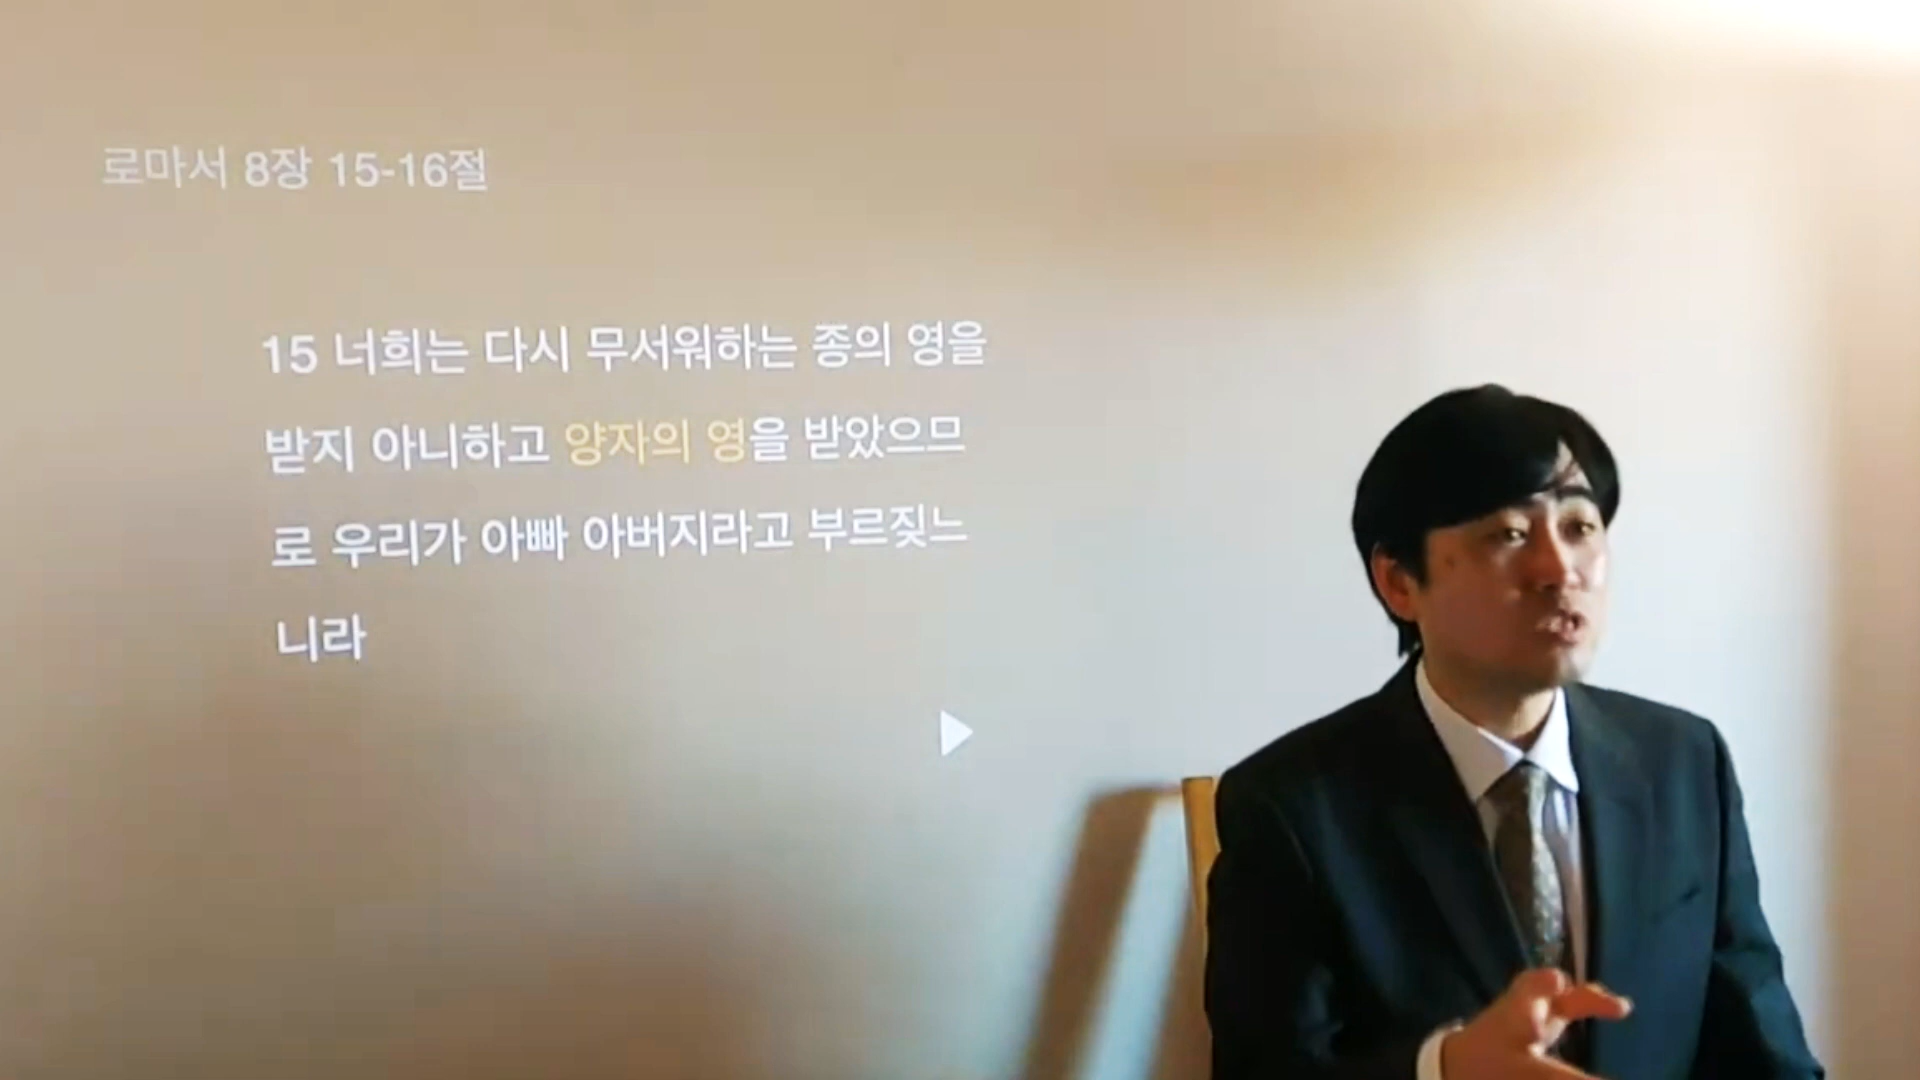 로마서 8장 15-16절
15 너희는 다시 무서워하는 종의 영을
받지 아니하고 양자의 영을 받았으므
로 우리가 아빠 아버지라고 부르짖느
니라